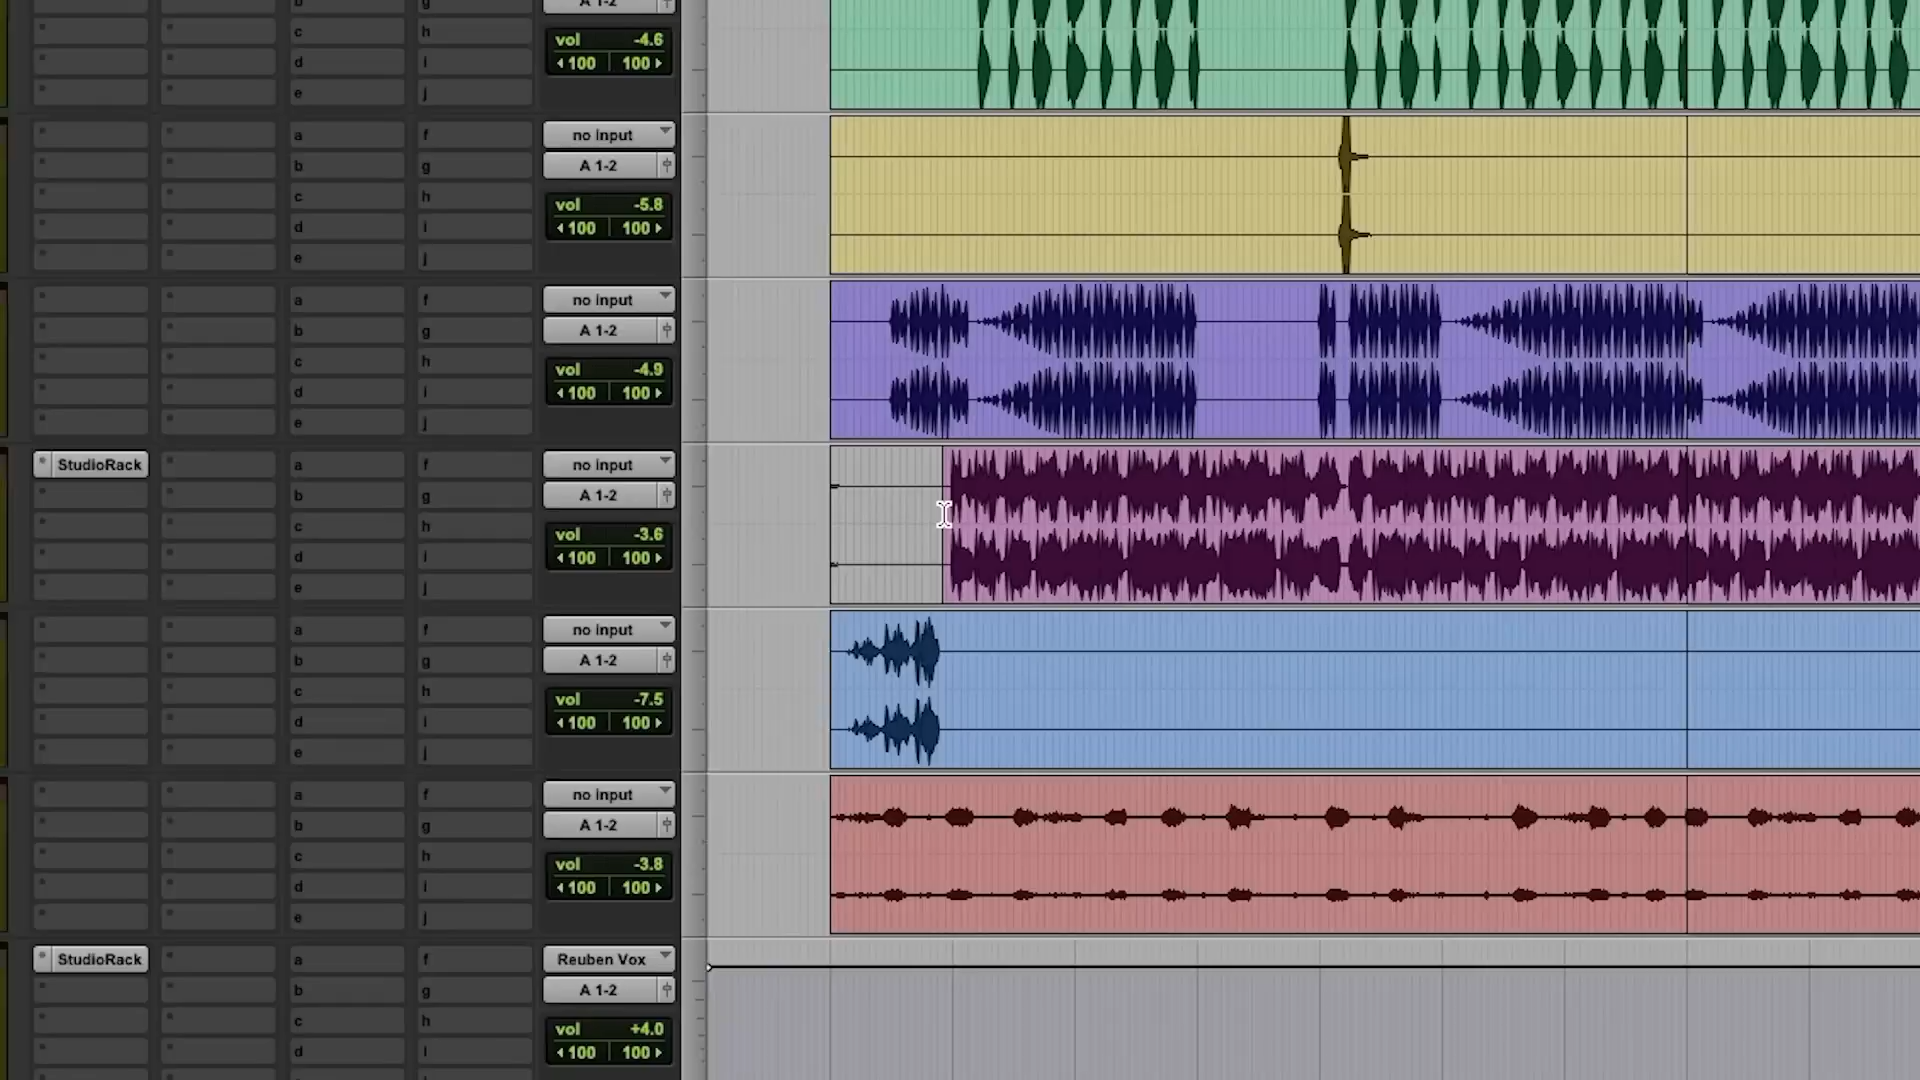 b g A 1-2
c h vol -4.6
d i 100 100
e j
a f no input
b g A 1-2
c h vol -5.8
d i 100 100
e j
a f no input
b g A 1-2
c h vol -4.9
d i 100 100
e j
StudioRack a f no input
b g A 1-2
c h vol -3.6
d i 100 100
e j
a f no input
b g A 1-2
c h vol -7.5
d i 100 100
e j
a f no input
b g A 1-2
c h vol -3.8
d i 100 100
e j
StudioRack a f Reuben Vox
b g A 1-2
c h vol +4.0
d i 100 100